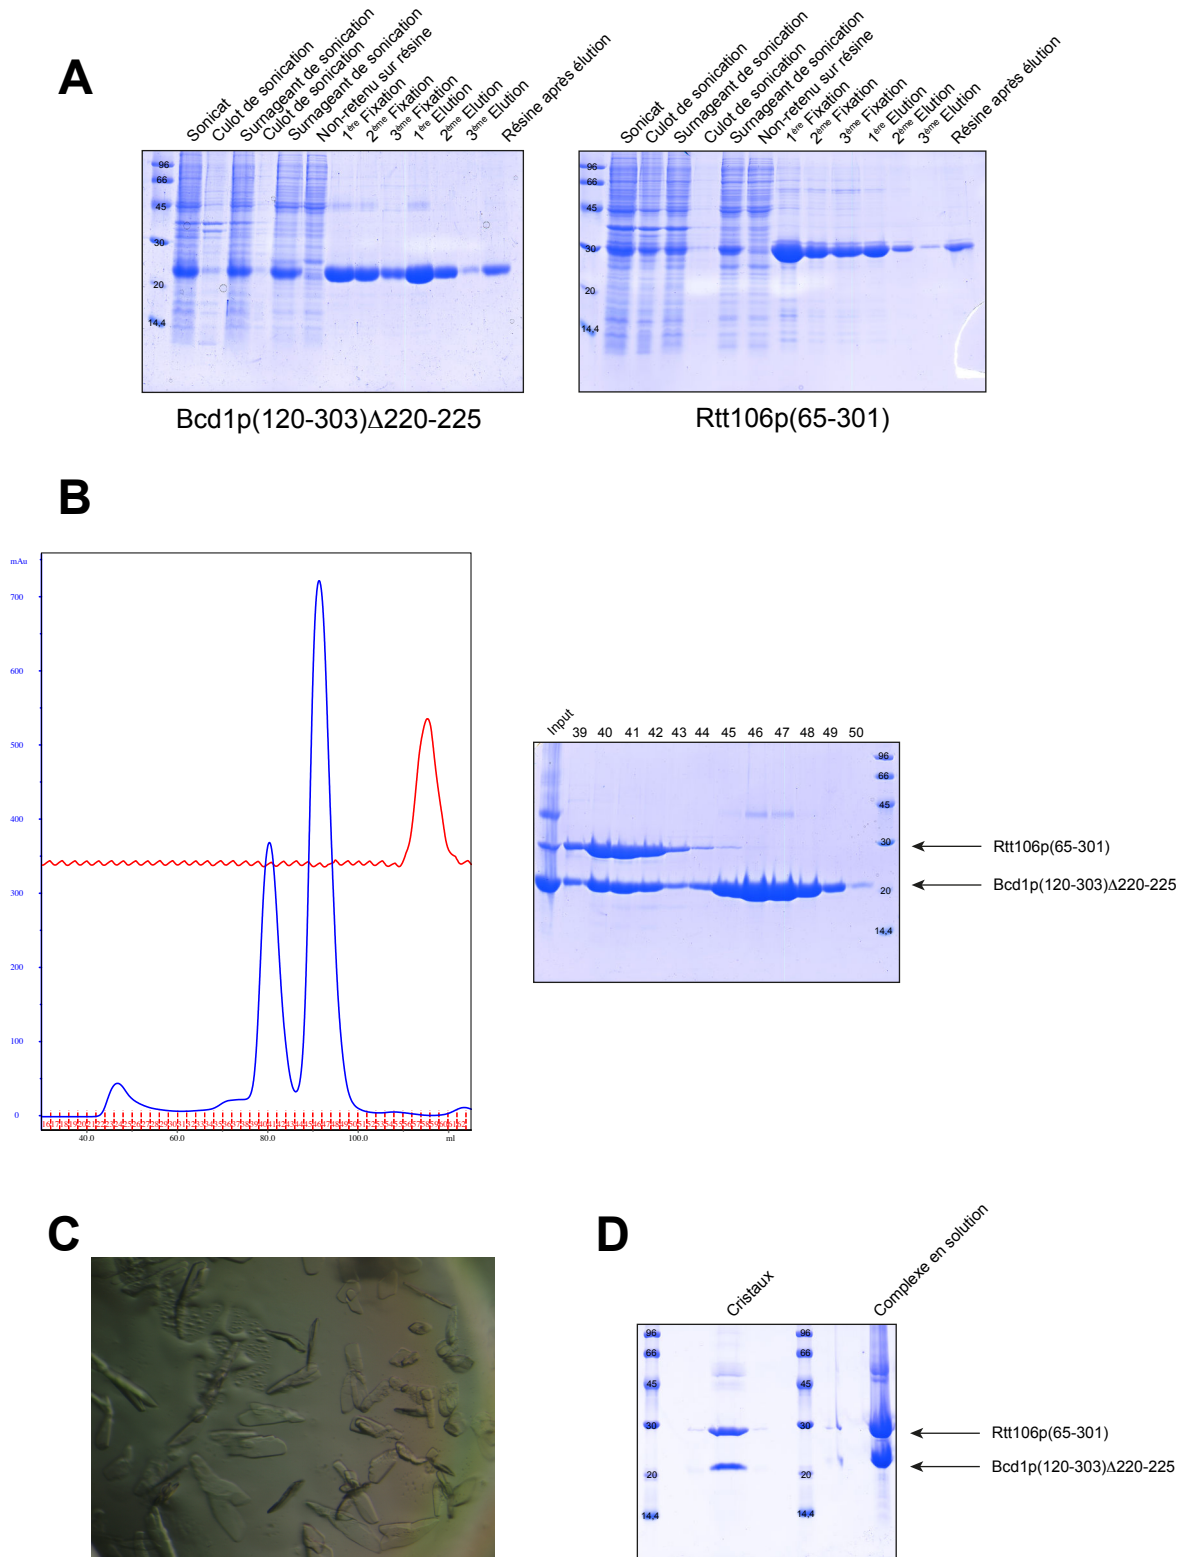 A
Sonicat
Culot de sonication
Surnageant de sonication
Culot de sonication
Surnageant de sonication
Non-retenu sur résine
1ère Fixation
2ème Fixation
3ème Fixation
1ère Elution
2ème Elution
3ème Elution
Résine après élution
96
66
45
30
20
14,4
Bcd1p(120-303)Δ220-225
Sonicat
Culot de sonication
Surnageant de sonication
Culot de sonication
Surnageant de sonication
Non-retenu sur résine
1ère Fixation
2ème Fixation
3ème Fixation
1ère Elution
2ème Elution
3ème Elution
Résine après élution
96
66
45
30
20
14,4
Rtt106p(65-301)
B
mAu
700
600
500
400
300
200
100
0
40.0 60.0 80.0 100.0 ml
Input 39 40 41 42 43 44 45 46 47 48 49 50
96
66
45
30
20
14,4
Rtt106p(65-301)
Bcd1p(120-303)Δ220-225
C
D
Cristaux
Complexe en solution
96 96
66 66
45 45
30 30
20 20
14,4 14,4
Rtt106p(65-301)
Bcd1p(120-303)Δ220-225